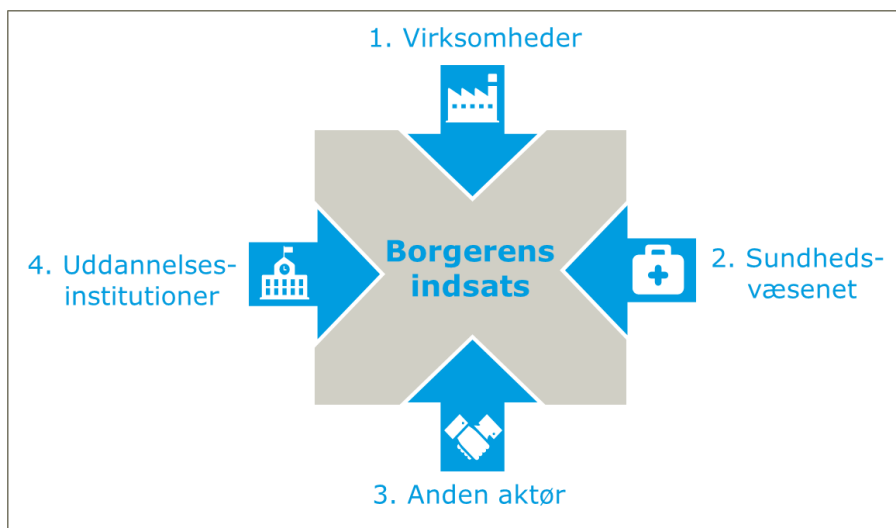 1. Virksomheder
Borgerens
indsats
2. Sundheds-
væsenet
3. Anden aktør
4. Uddannelses-
institutioner